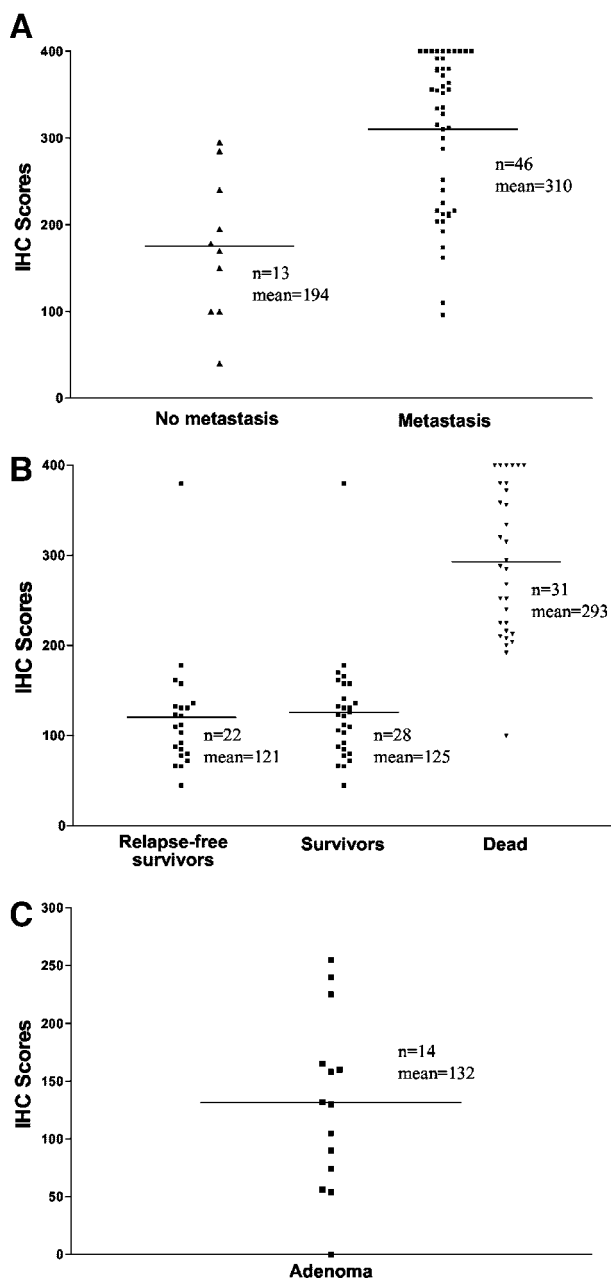 A
IHC Scores
400
300
200
100
0
n=13
mean=194
n=46
mean=310
No metastasis
Metastasis
B
IHC Scores
400
300
200
100
0
n=22
mean=121
n=28
mean=125
n=31
mean=293
Relapse-free
survivors
Survivors
Dead
C
IHC Scores
300
250
200
150
100
50
0
n=14
mean=132
Adenoma